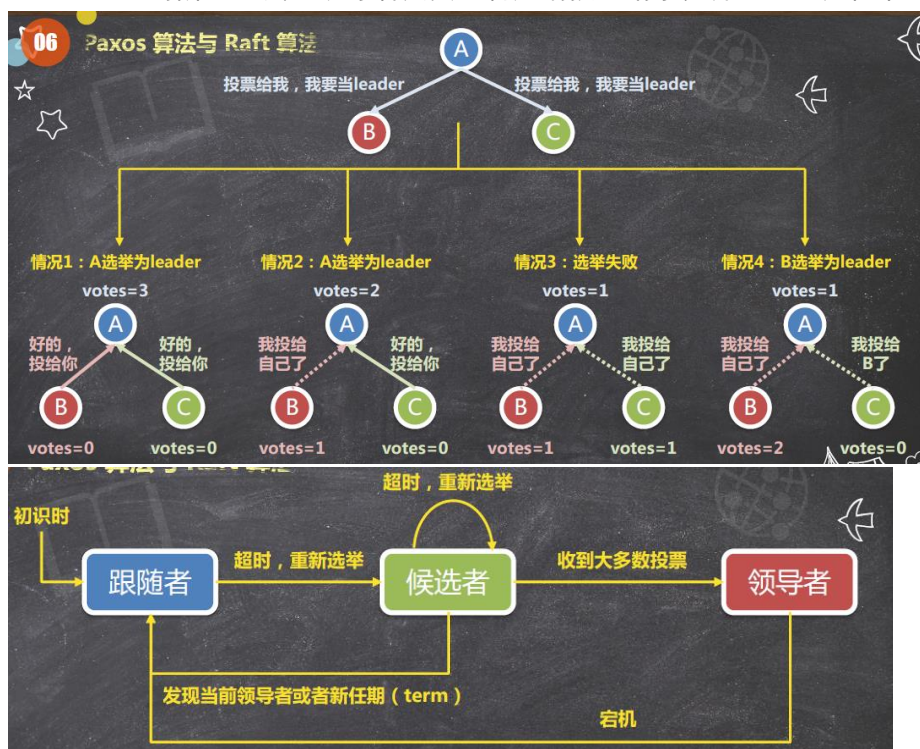 06
Paxos 算法与 Raft 算法
A
投票给我，我要当leader
投票给我，我要当leader
B
C
情况1：A选举为leader
情况2：A选举为leader
情况3：选举失败
情况4：B选举为leader
votes=3
votes=2
votes=1
votes=1
A
A
A
A
好的，
投给你
好的，
投给你
我投给
自己了
好的，
投给你
我投给
自己了
我投给
自己了
我投给
自己了
我投给
B了
B
C
B
C
B
C
B
C
votes=0
votes=0
votes=1
votes=0
votes=1
votes=1
votes=2
votes=0
Paxos 算法与 Raft 算法
超时，重新选举
初识时
超时，重新选举
收到大多数投票
跟随者
候选者
领导者
发现当前领导者或者新任期（term）
宕机